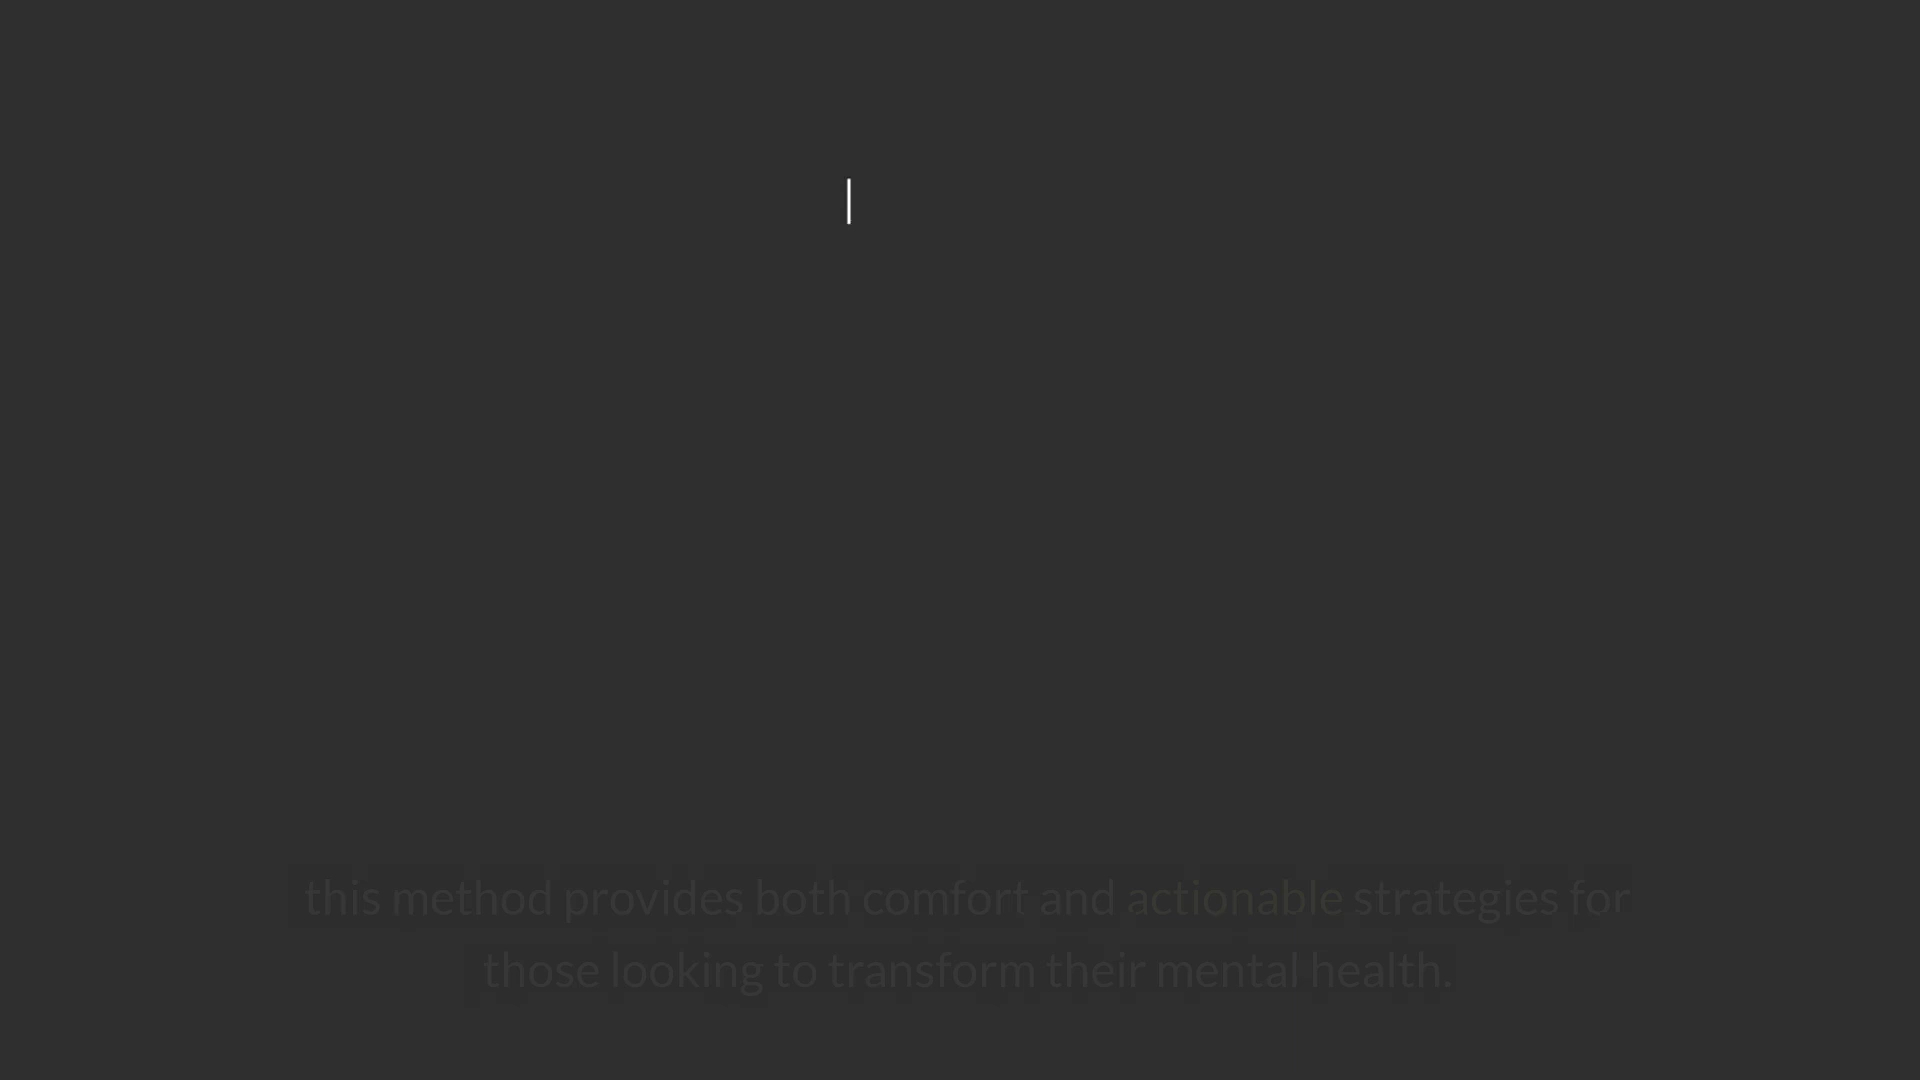 this method provides both comfort and actionable strategies for
those looking to transform their mental health.